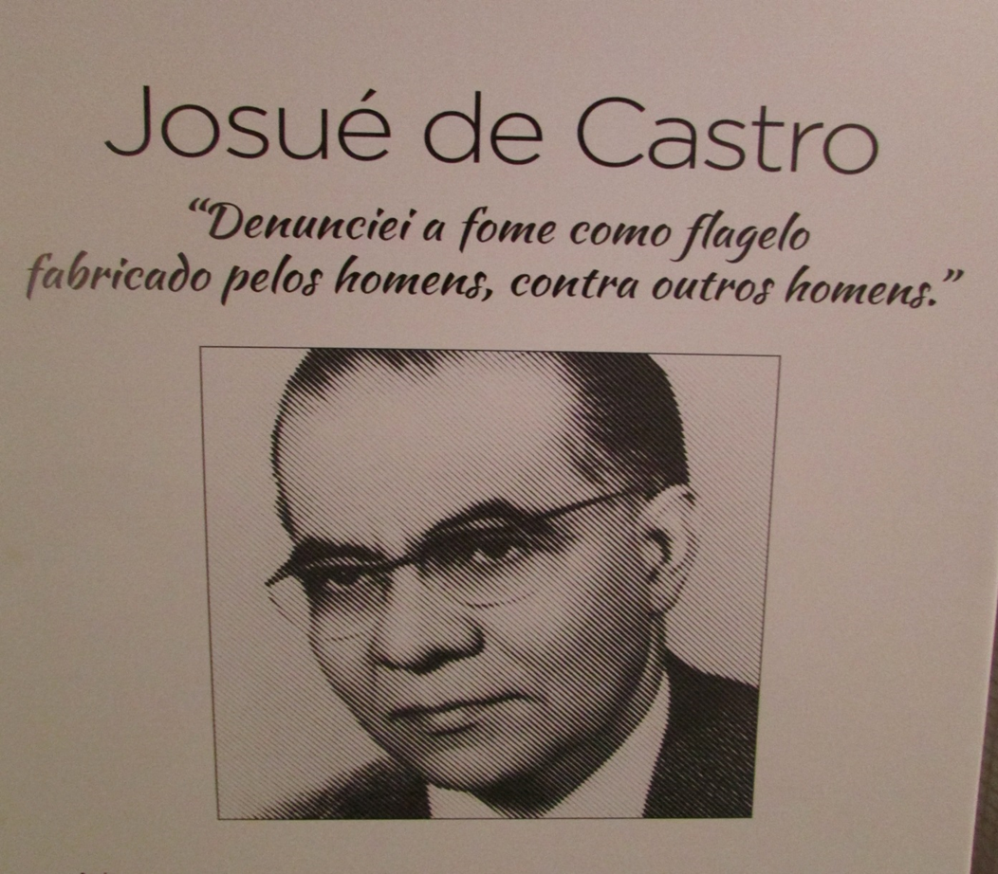 Josué de Castro
“Denunciei a fome como flagelo
fabricado pelos homens, contra outros homens.”